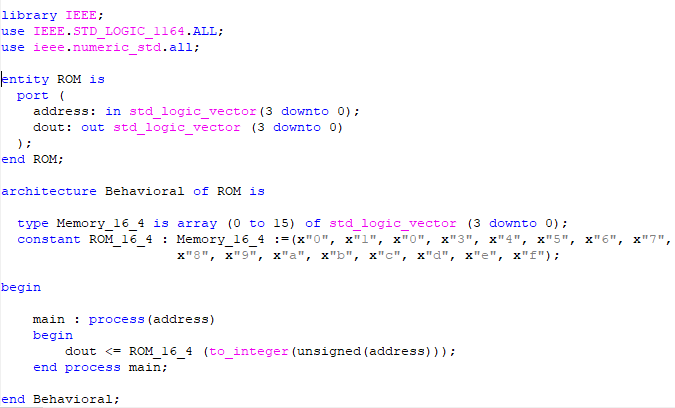 library IEEE;
use IEEE.STD_LOGIC_1164.ALL;
use ieee.numeric_std.all;
entity ROM is
port (
address: in std_logic_vector(3 downto 0);
dout: out std_logic_vector (3 downto 0)
);
end ROM;
architecture Behavioral of ROM is
type Memory_16_4 is array (0 to 15) of std_logic_vector (3 downto 0);
constant ROM_16_4 : Memory_16_4 :=(x"0", x"1", x"0", x"3", x"4", x"5", x"6", x"7",
x"8", x"9", x"a", x"b", x"c", x"d", x"e", x"f");
begin
main : process(address)
begin
dout <= ROM_16_4 (to_integer(unsigned(address)));
end process main;
end Behavioral;